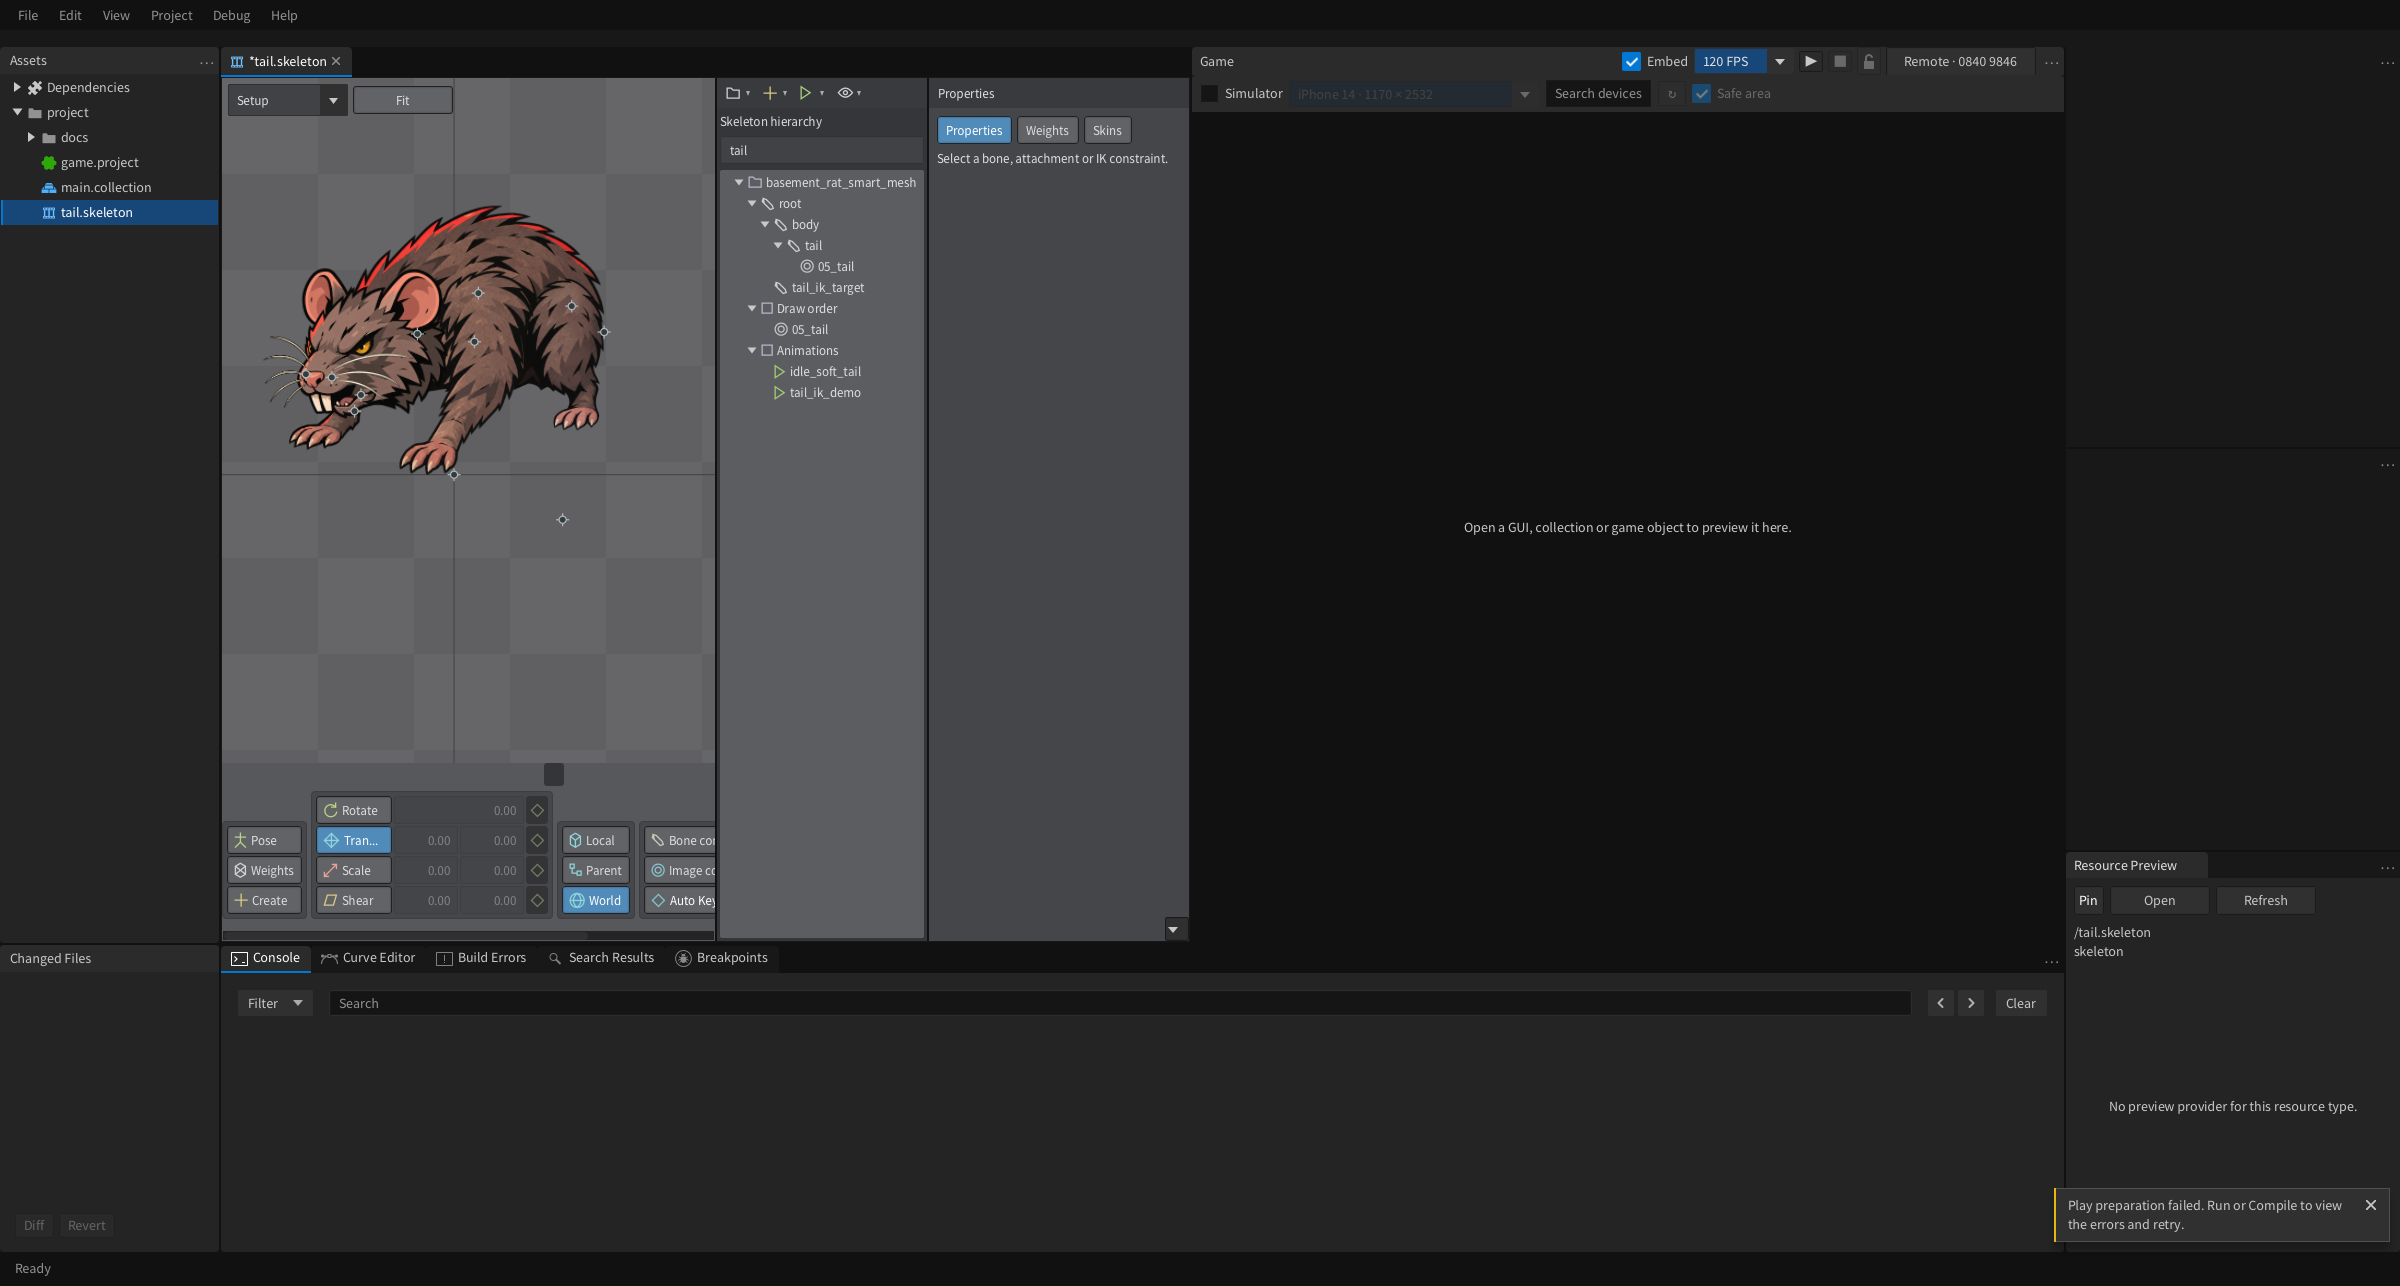 File Edit View Project Debug Help
Assets
Dependencies
project
docs
game.project
main.collection
tail.skeleton
Changed Files
Diff Revert
Ready
*tail.skeleton
Setup Fit
Skeleton hierarchy
tail
basement_rat_smart_mesh
root
body
tail
05_tail
tail_ik_target
Draw order
05_tail
Animations
idle_soft_tail
tail_ik_demo
Properties
Properties Weights Skins
Select a bone, attachment or IK constraint.
Rotate 0.00
Pose Tran... 0.00 0.00 Local Bone co
Weights Scale 0.00 0.00 Parent Image co
Create Shear 0.00 0.00 World Auto Key
Game Embed 120 FPS Remote · 0840 9846
Simulator iPhone 14 · 1170 × 2532 Search devices Safe area
Open a GUI, collection or game object to preview it here.
Console Curve Editor Build Errors Search Results Breakpoints
Filter Search Clear
Resource Preview
Pin Open Refresh
/tail.skeleton
skeleton
No preview provider for this resource type.
Play preparation failed. Run or Compile to view
the errors and retry.